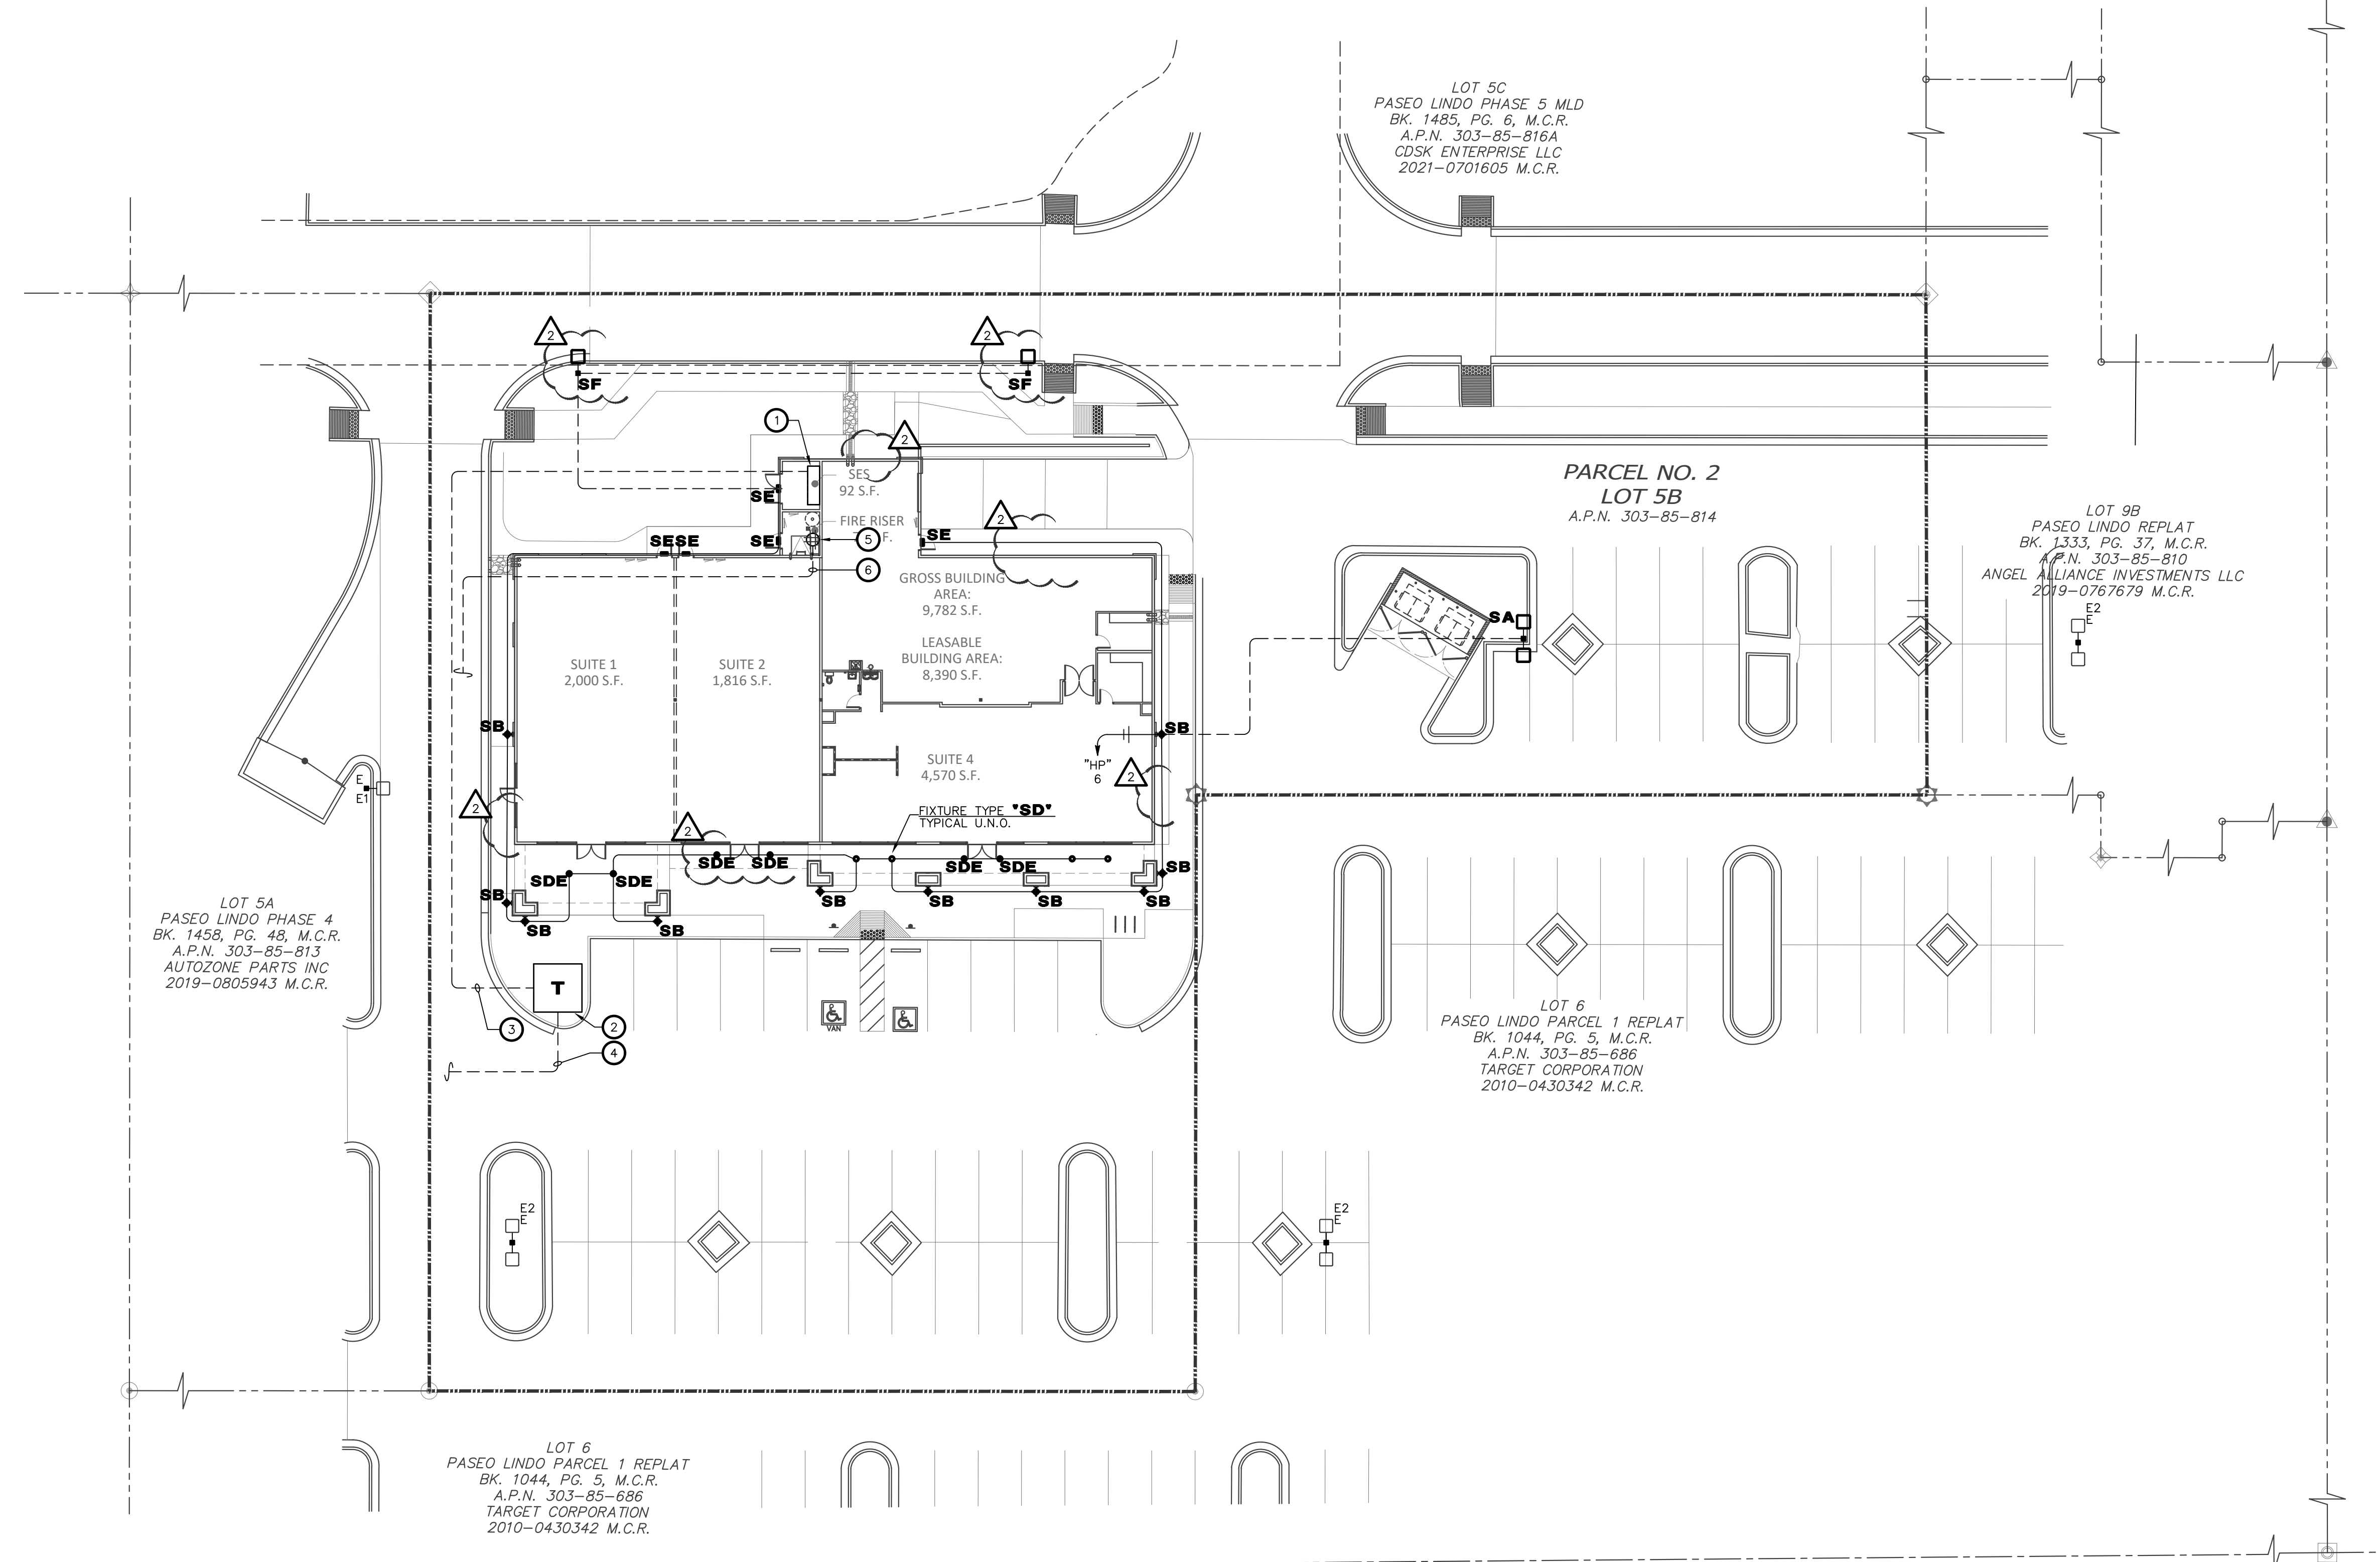 LOT 5C
PASEO LINDO PHASE 5 MLD
BK. 1485, PG. 6, M.C.R.
A.P.N. 303-85-816A
CDSK ENTERPRISE LLC
2021-0701605 M.C.R.
2
2
SF
SF
1
2
SES
92 S.F.
SE
FIRE RISER
F.
5
SE
SE
SE
SE
2
6
PARCEL NO. 2
LOT 5B
A.P.N. 303-85-814
LOT 9B
PASEO LINDO REPLAT
BK. 1333, PG. 37, M.C.R.
A.P.N. 303-85-810
ANGEL ALLIANCE INVESTMENTS LLC
2019-0767679 M.C.R.
E2
E
SA
GROSS BUILDING
AREA:
9,782 S.F.
LEASABLE
BUILDING AREA:
8,390 S.F.
SUITE 1
2,000 S.F.
SUITE 2
1,816 S.F.
SB
SB
"HP"
6
SUITE 4
4,570 S.F.
2
E
E1
2
2
FIXTURE TYPE "SD"
TYPICAL U.N.O.
SDE
SDE
SDE
SDE
SDE
SDE
SB
SB
SB
SB
SB
SB
SB
SB
LOT 5A
PASEO LINDO PHASE 4
BK. 1458, PG. 48, M.C.R.
A.P.N. 303-85-813
AUTOZONE PARTS INC
2019-0805943 M.C.R.
T
3
2
4
VAN
LOT 6
PASEO LINDO PARCEL 1 REPLAT
BK. 1044, PG. 5, M.C.R.
A.P.N. 303-85-686
TARGET CORPORATION
2010-0430342 M.C.R.
E2
E
E2
E
LOT 6
PASEO LINDO PARCEL 1 REPLAT
BK. 1044, PG. 5, M.C.R.
A.P.N. 303-85-686
TARGET CORPORATION
2010-0430342 M.C.R.